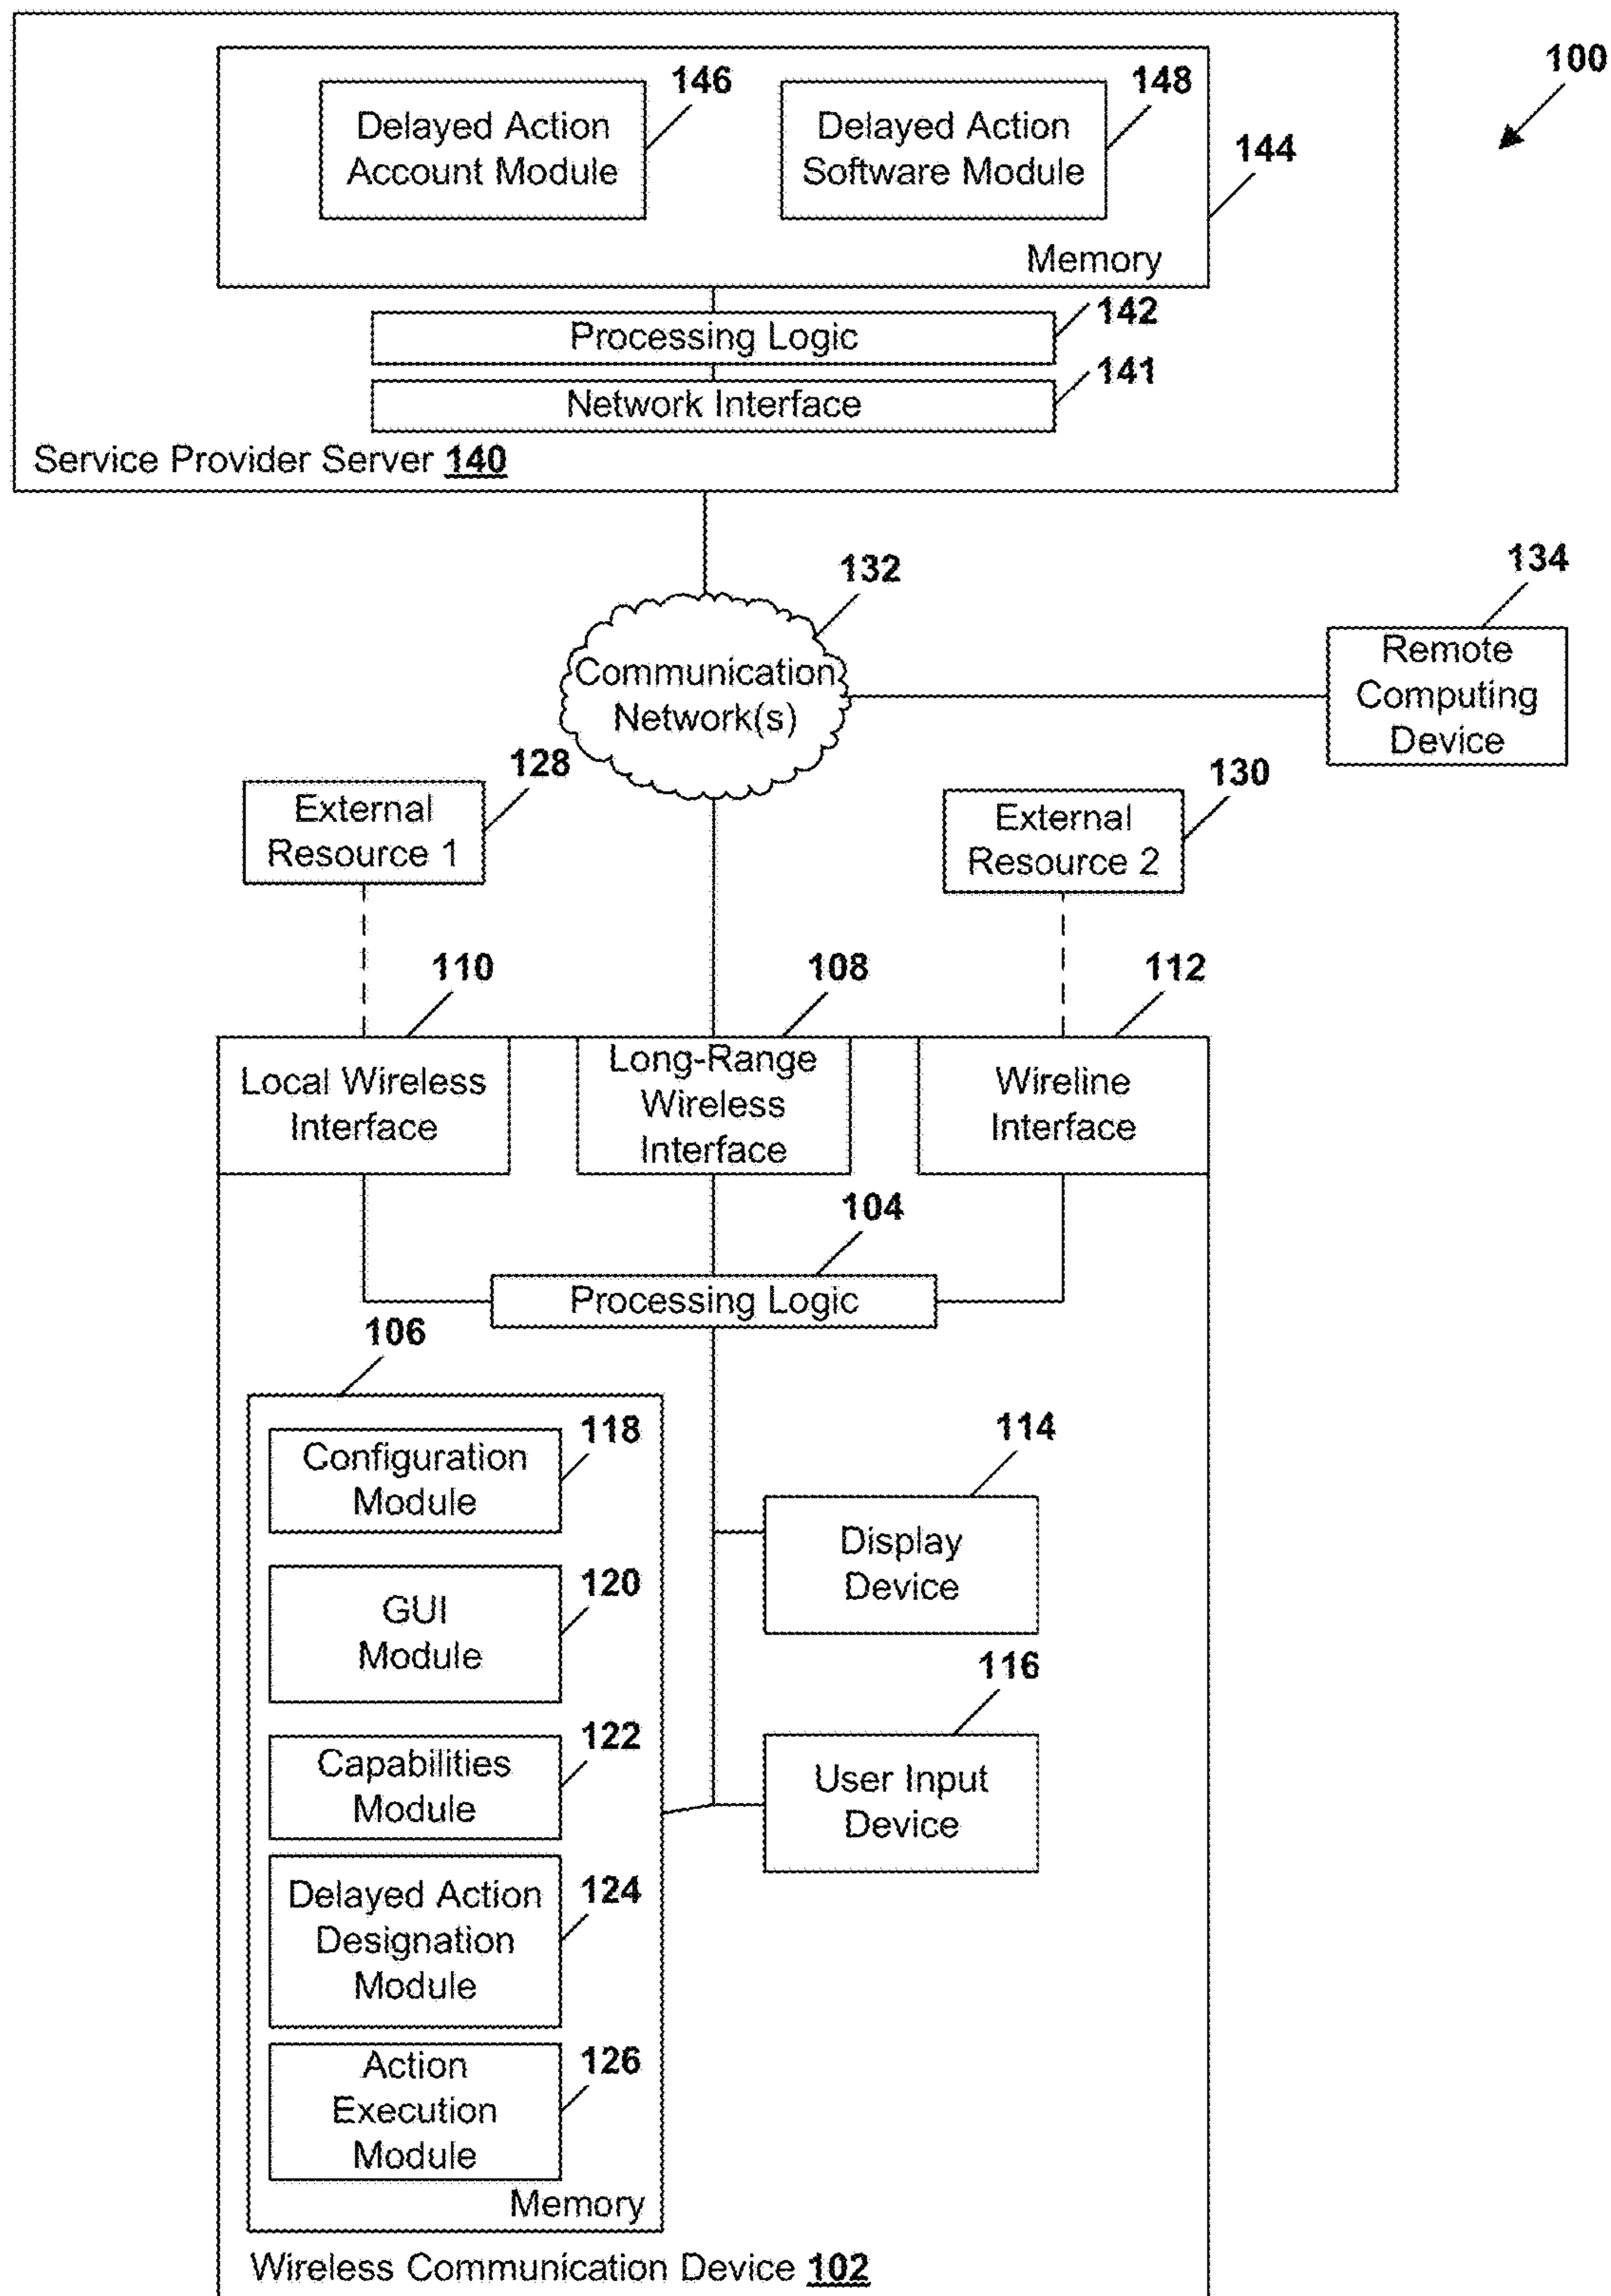 100
146
148
Delayed Action
Account Module
Delayed Action
Software Module
144
Memory
142
Processing Logic
141
Network Interface
Service Provider Server 140
132
134
Communication
Network(s)
Remote
Computing
Device
128
External
Resource 1
130
External
Resource 2
110
108
112
Local Wireless
Interface
Long-Range
Wireless
Interface
Wireline
Interface
104
Processing Logic
106
118
Configuration
Module
114
Display
Device
120
GUI
Module
116
User Input
Device
122
Capabilities
Module
124
Delayed Action
Designation
Module
126
Action
Execution
Module
Memory
Wireless Communication Device 102